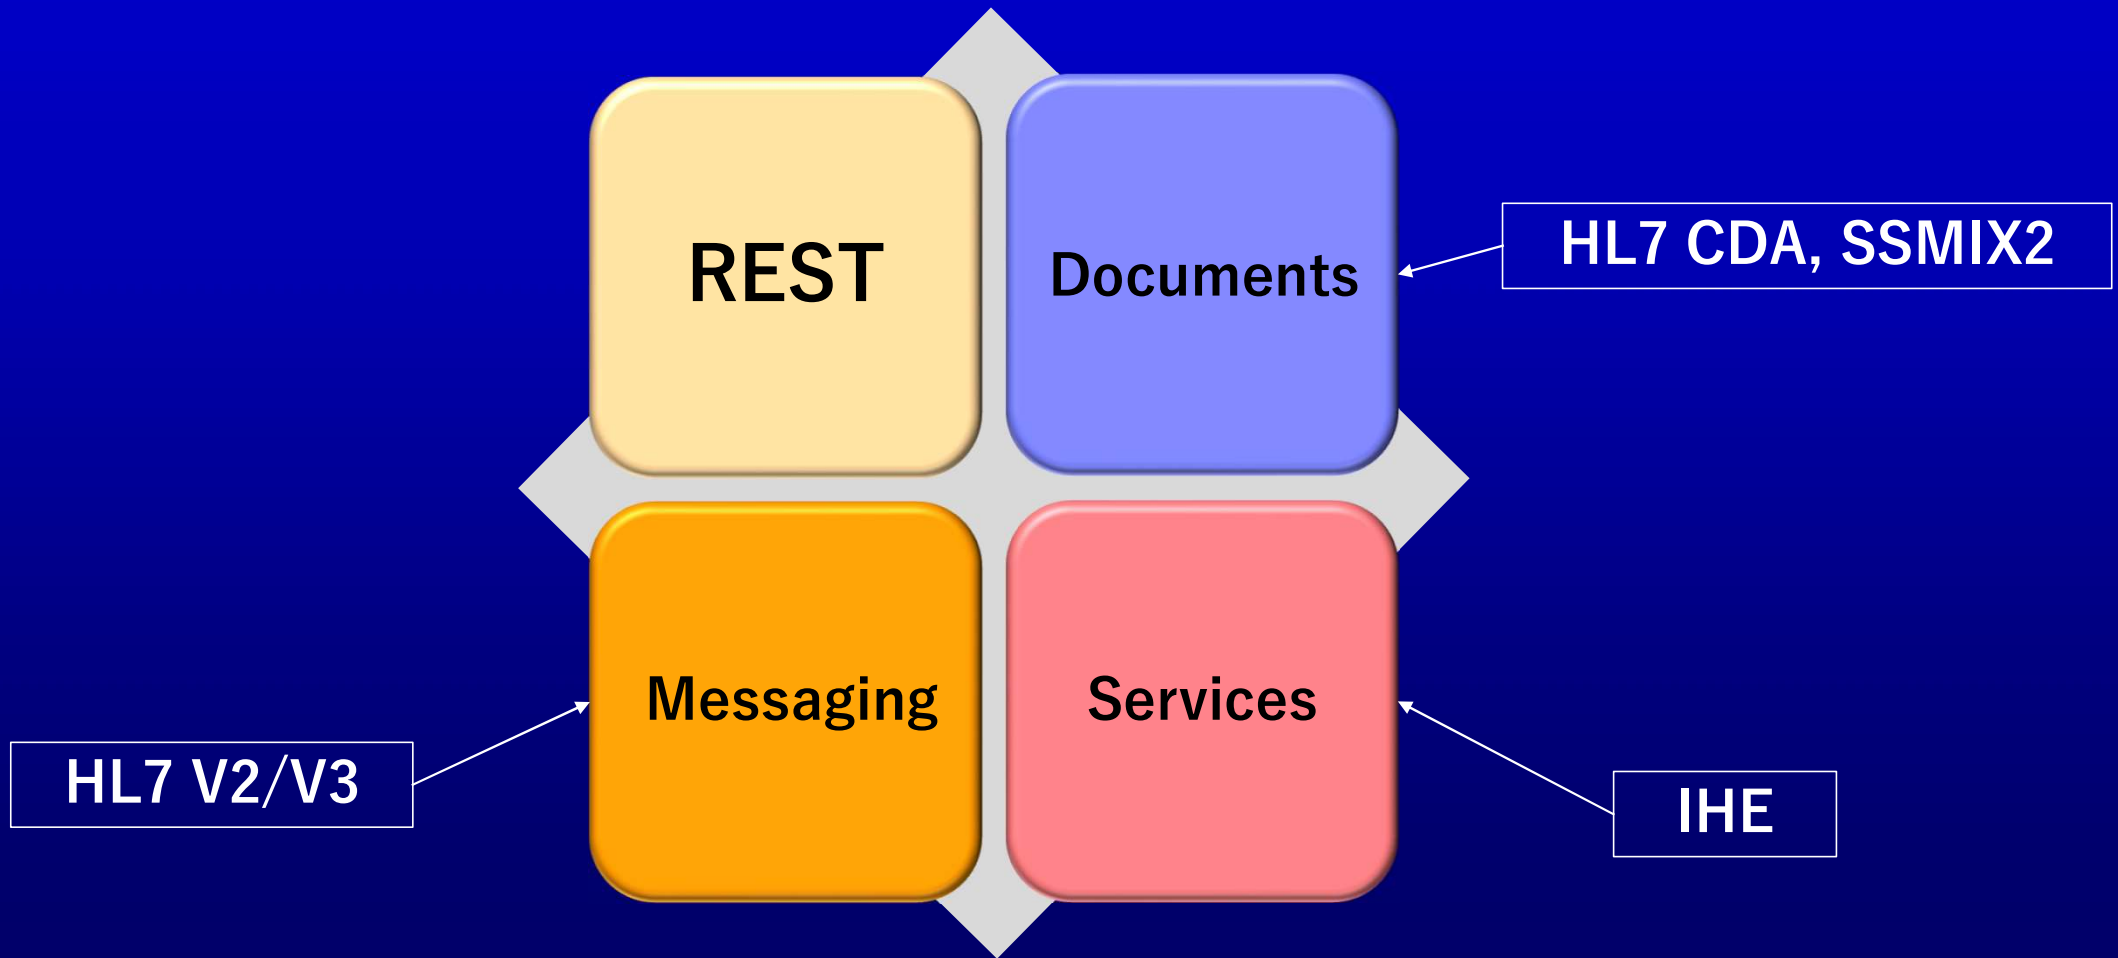 REST
Documents
HL7 CDA, SSMIX2
Messaging
Services
HL7 V2/V3
IHE